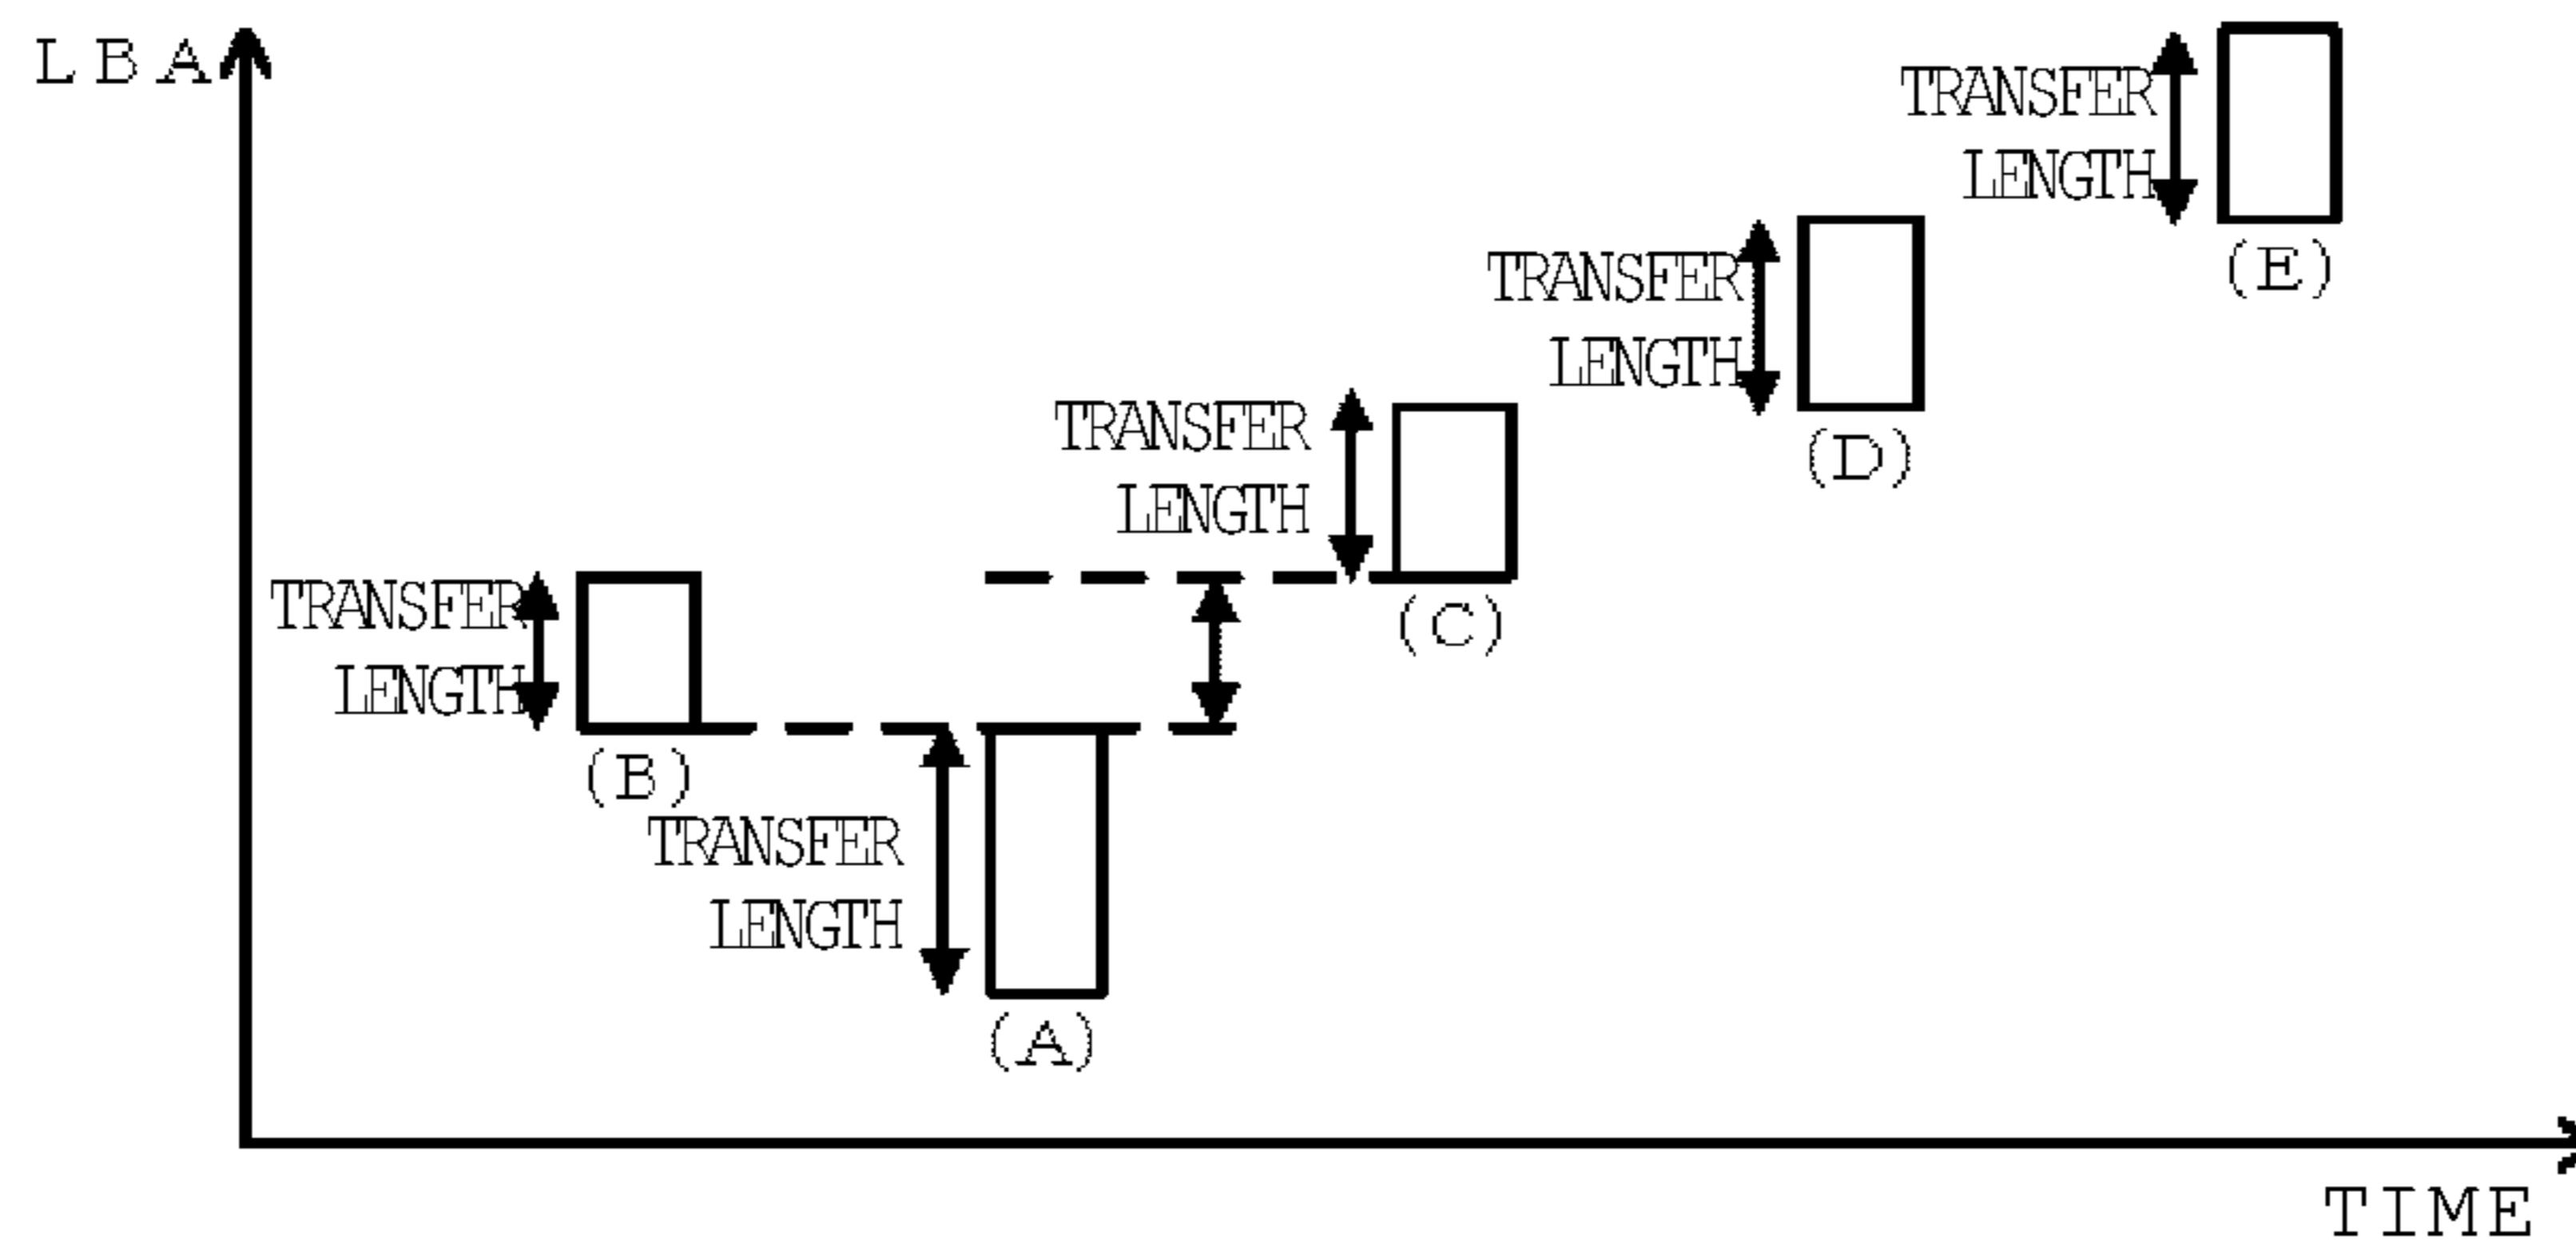 LBA
TRANSFER
LENGTH
(E)
TRANSFER
LENGTH
(D)
TRANSFER
LENGTH
(C)
TRANSFER
LENGTH
(B)
TRANSFER
LENGTH
(A)
TIME